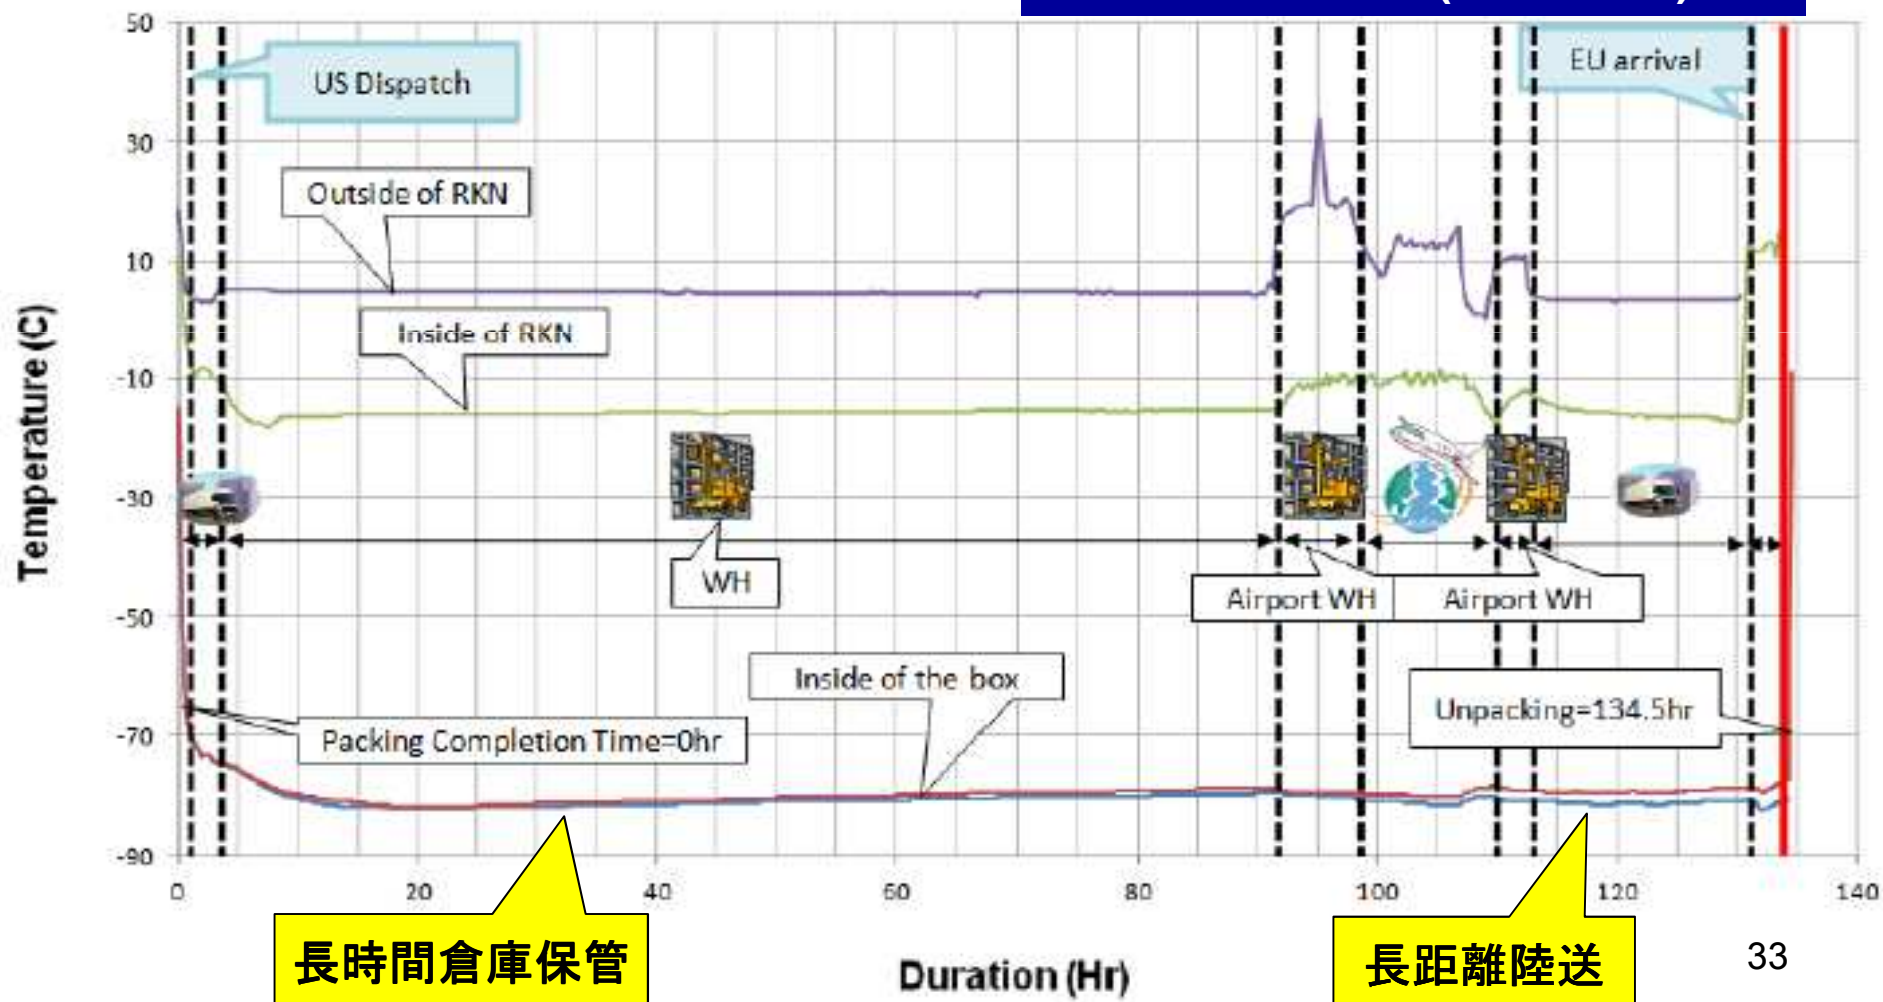 50
US Dispatch
EU arrival
30
Outside of RKN
10
Inside of RKN
-10
-30
WH
Airport WH
Airport WH
-50
Inside of the box
Unpacking=134.5hr
Packing Completion Time=0hr
-70
-90
Temperature (C)
0 20 40 60 80 100 120 140
長時間倉庫保管
Duration (Hr)
長距離陸送
33